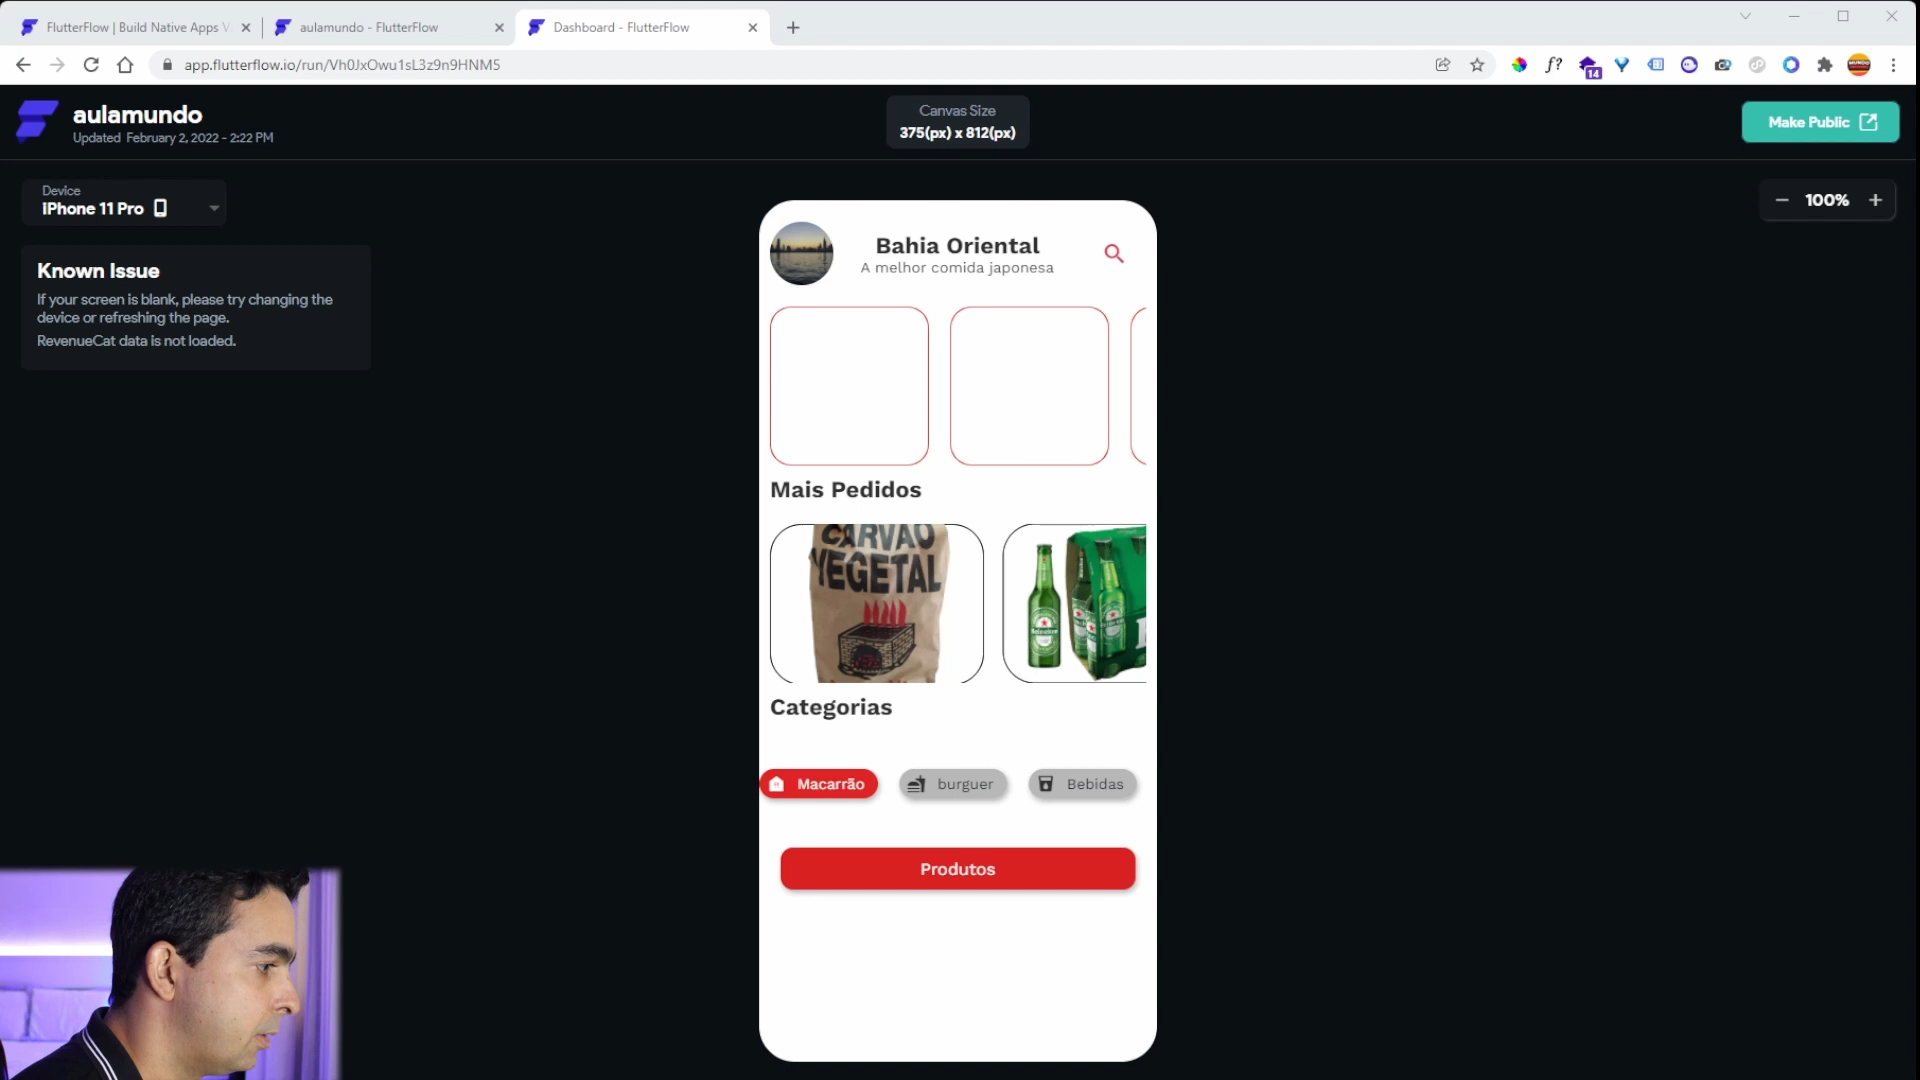 FlutterFlow | Build Native Apps V
aulamundo - FlutterFlow
Dashboard - FlutterFlow
app.flutterflow.io/run/Vh0JxOwu1sL3z9n9HNM5
f?
14
aulamundo
Updated February 2, 2022 - 2:22 PM
Canvas Size
375(px) x 812(px)
Make Public
Device
iPhone 11 Pro
100%
Known Issue
If your screen is blank, please try changing the
device or refreshing the page.
RevenueCat data is not loaded.
Bahia Oriental
A melhor comida japonesa
Mais Pedidos
CARVÃO
VEGETAL
Heineken
Categorias
Macarrão
burguer
Bebidas
Produtos